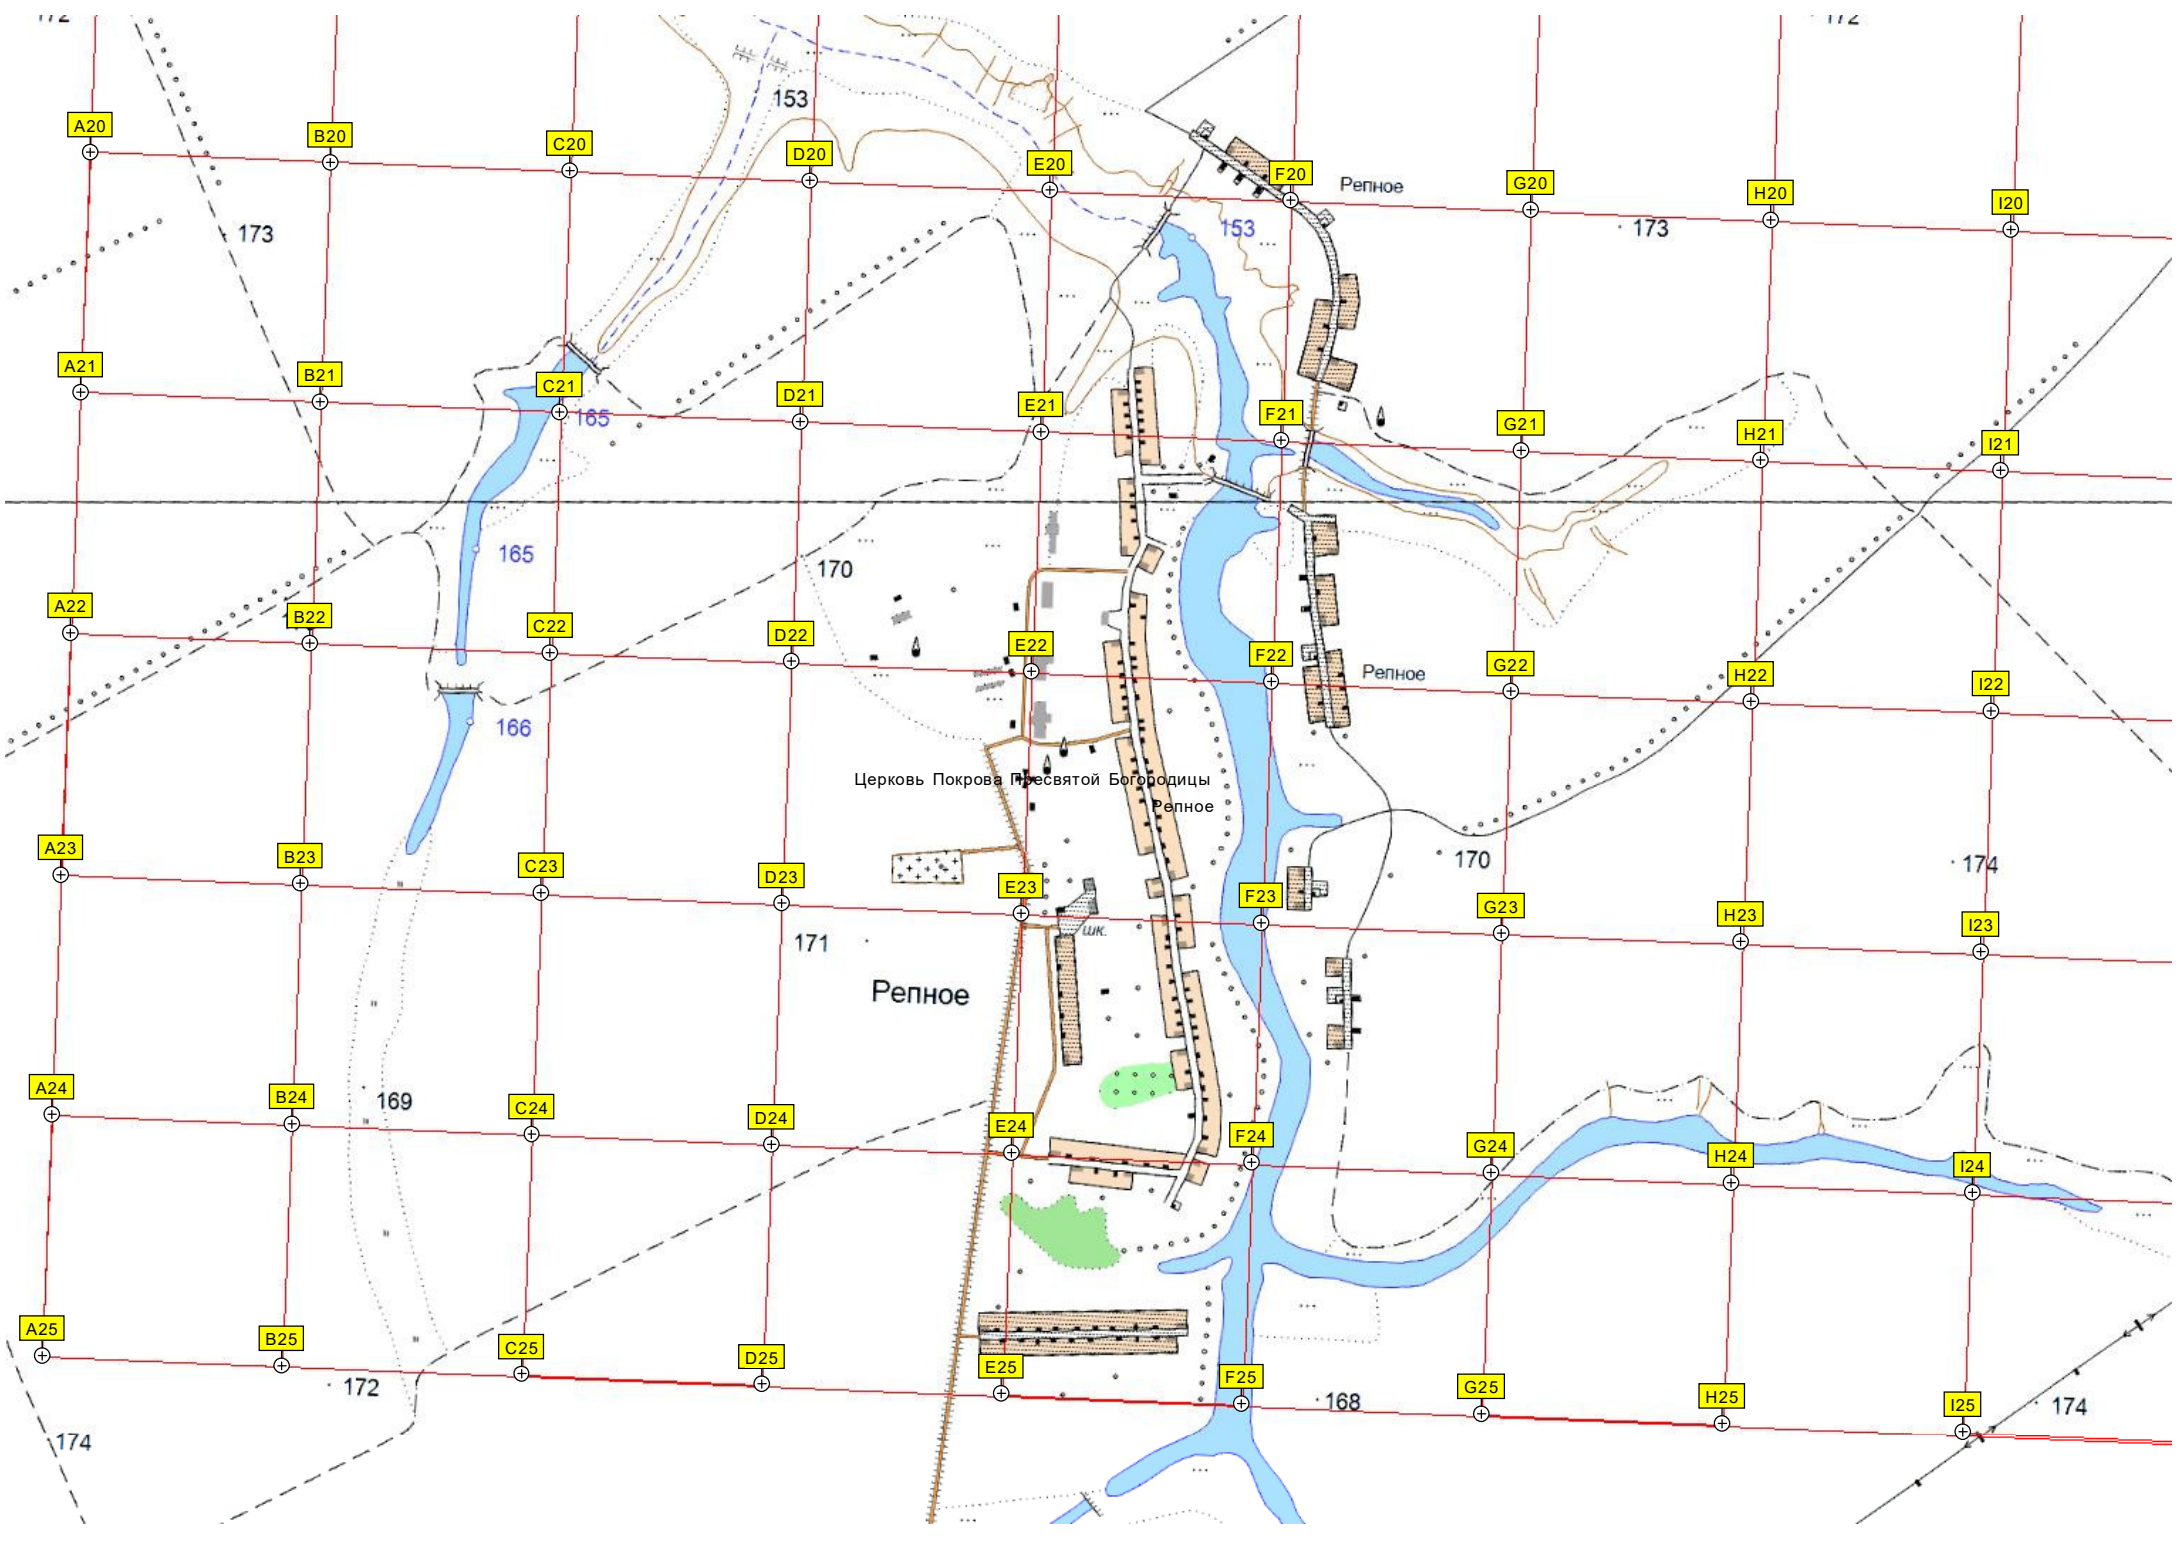 172
172
153
A20
B20
C20
D20
E20
F20
Репное
G20
H20
I20
173
153
173
A21
B21
C21
165
D21
E21
F21
G21
H21
I21
165
170
A22
B22
C22
D22
E22
F22
Репное
G22
H22
I22
166
Церковь Покрова Пресвятой Богородицы
Репное
A23
B23
C23
D23
E23
F23
170
174
G23
H23
I23
шк.
171
Репное
A24
B24
169
C24
D24
E24
F24
G24
H24
I24
A25
B25
C25
D25
E25
F25
G25
H25
I25
172
168
174
174